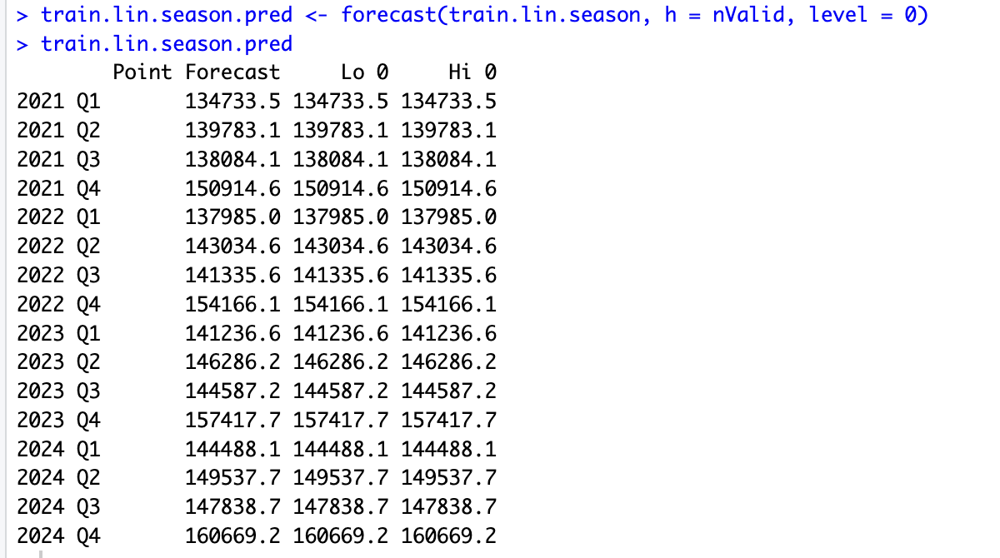 > train.lin.season.pred <- forecast(train.lin.season, h = nValid, level = 0)
> train.lin.season.pred
        Point Forecast     Lo 0     Hi 0
2021 Q1       134733.5 134733.5 134733.5
2021 Q2       139783.1 139783.1 139783.1
2021 Q3       138084.1 138084.1 138084.1
2021 Q4       150914.6 150914.6 150914.6
2022 Q1       137985.0 137985.0 137985.0
2022 Q2       143034.6 143034.6 143034.6
2022 Q3       141335.6 141335.6 141335.6
2022 Q4       154166.1 154166.1 154166.1
2023 Q1       141236.6 141236.6 141236.6
2023 Q2       146286.2 146286.2 146286.2
2023 Q3       144587.2 144587.2 144587.2
2023 Q4       157417.7 157417.7 157417.7
2024 Q1       144488.1 144488.1 144488.1
2024 Q2       149537.7 149537.7 149537.7
2024 Q3       147838.7 147838.7 147838.7
2024 Q4       160669.2 160669.2 160669.2